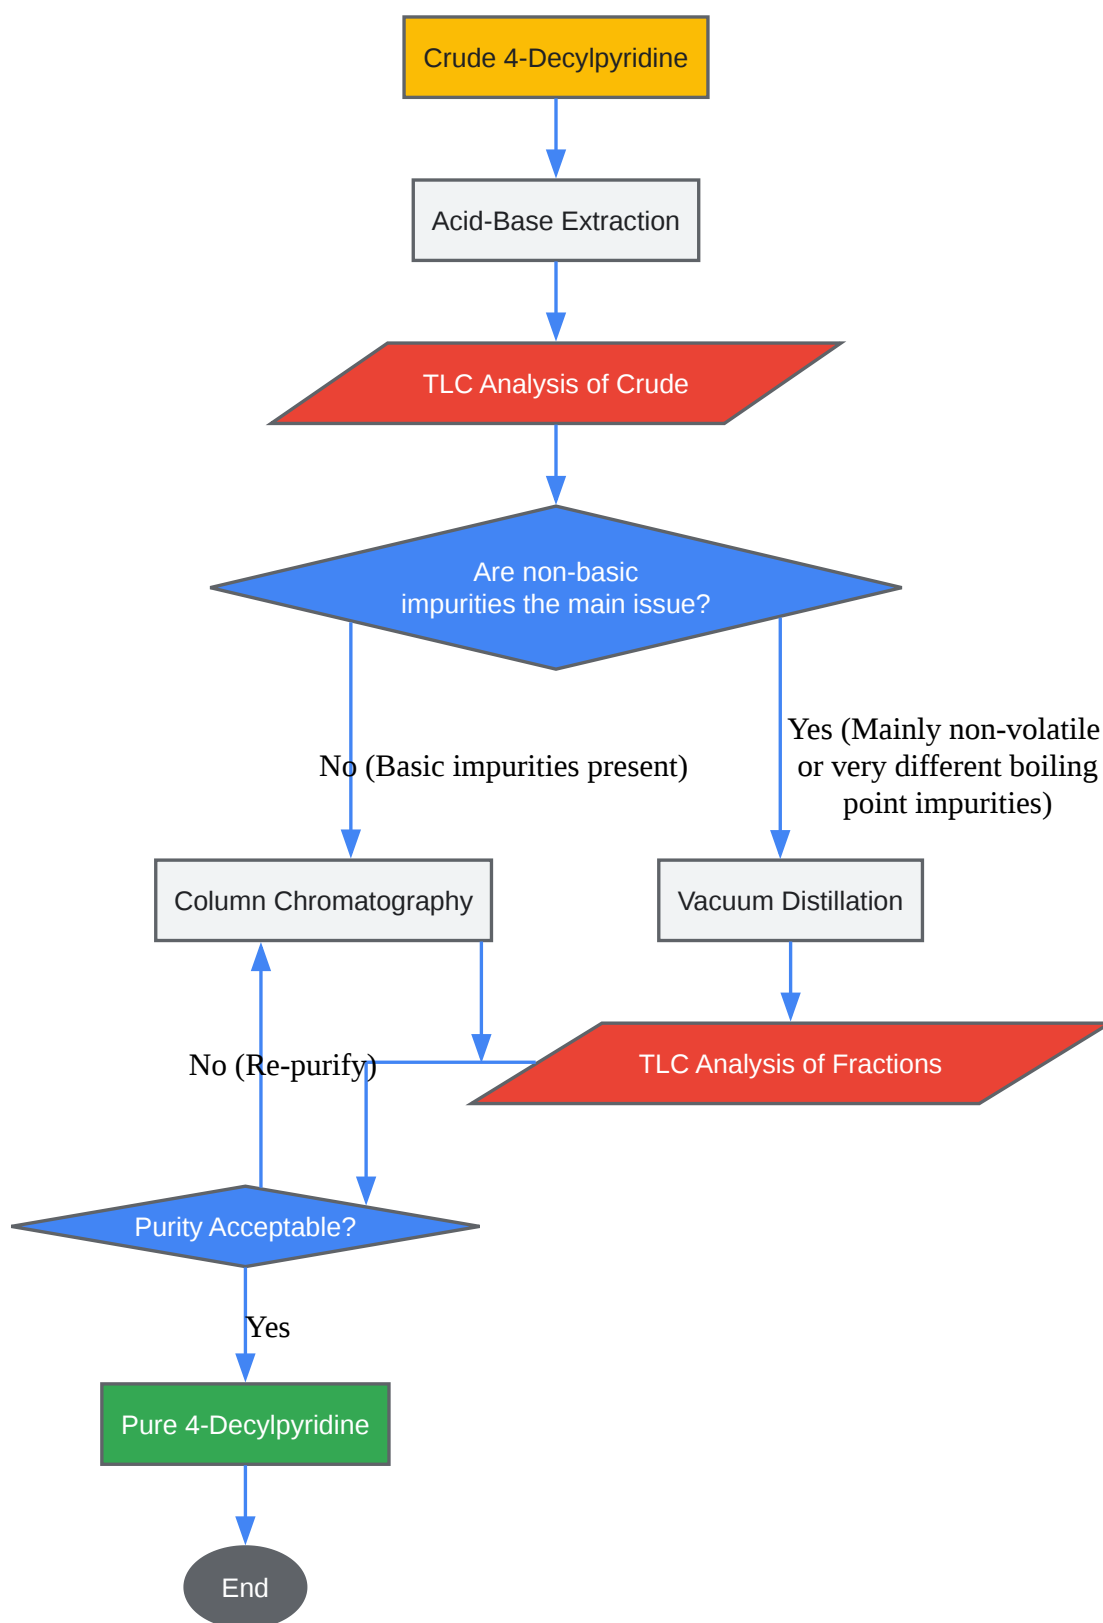 Crude 4-Decylpyridine
Acid-Base Extraction
TLC Analysis of Crude
Are non-basic
impurities the main issue?
No (Basic impurities present)
Yes (Mainly non-volatile
or very different boiling
point impurities)
Column Chromatography
Vacuum Distillation
No (Re-purify)
TLC Analysis of Fractions
Purity Acceptable?
Yes
Pure 4-Decylpyridine
End